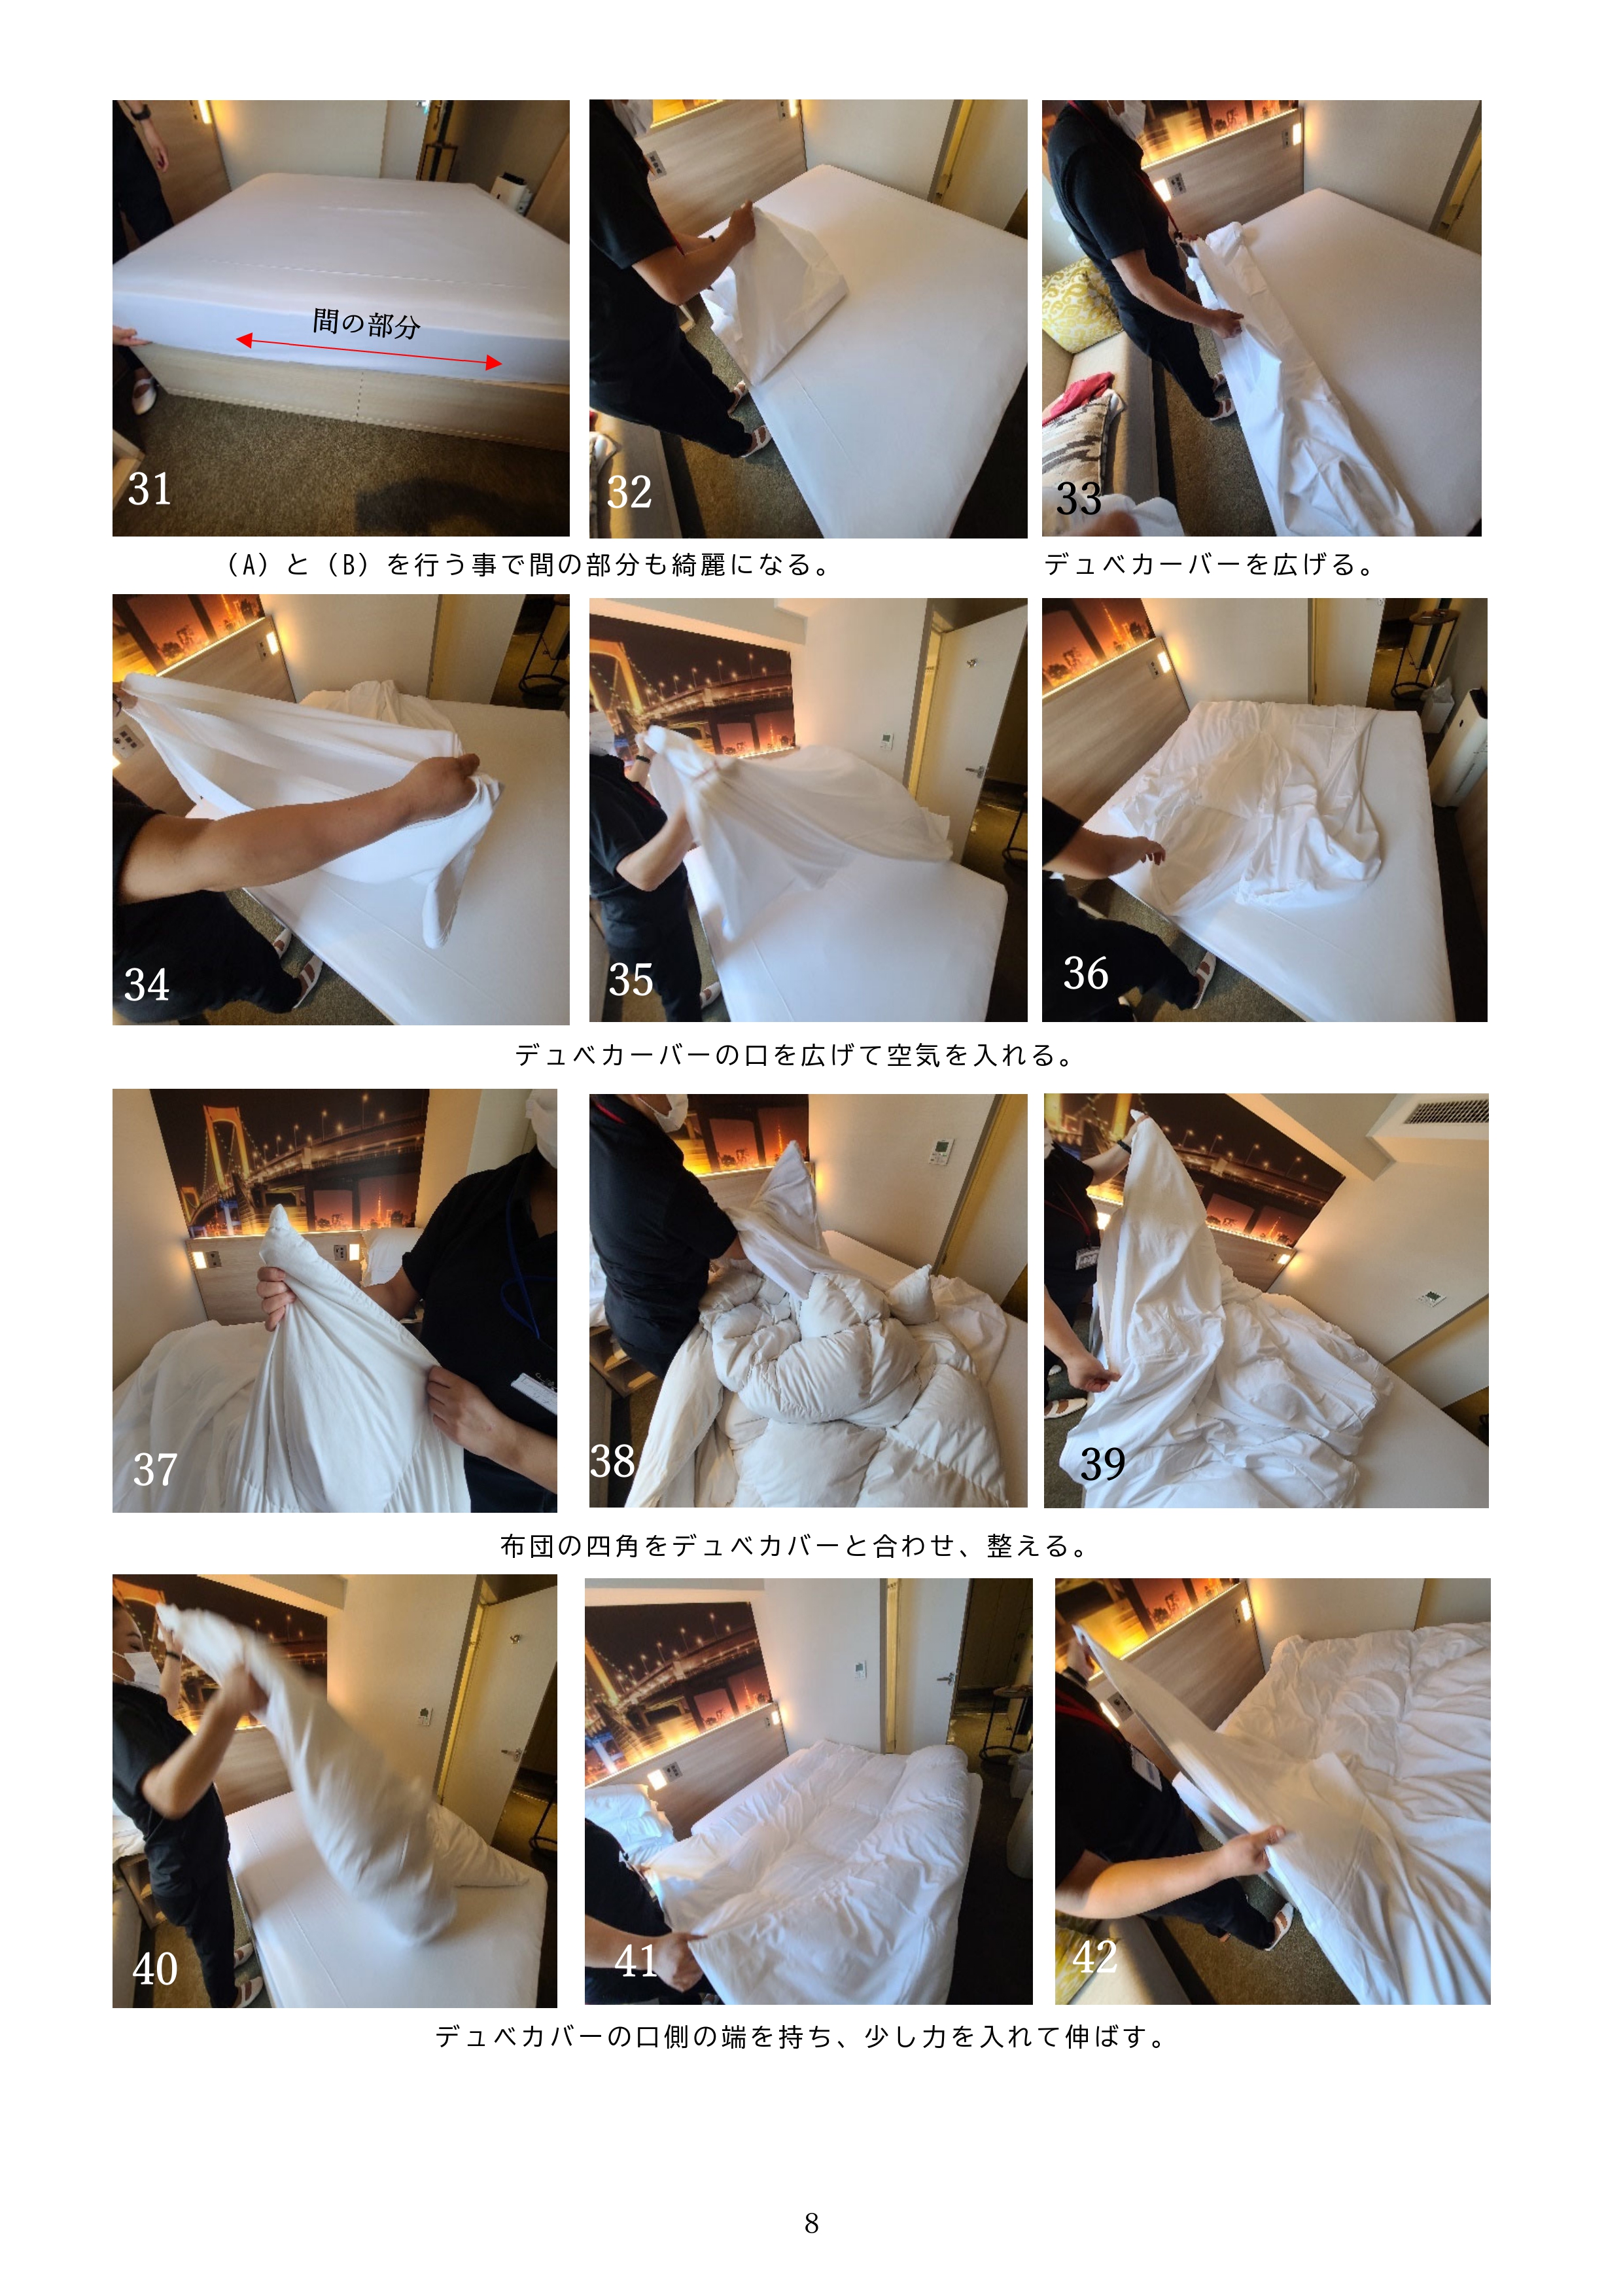 間の部分
31
32
33
（A）と（B）を行う事で間の部分も綺麗になる。
デュベカーバーを広げる。
34
35
36
デュベカーバーの口を広げて空気を入れる。
37
38
39
布団の四角をデュベカバーと合わせ、整える。
40
41
42
デュベカバーの口側の端を持ち、少し力を入れて伸ばす。
8